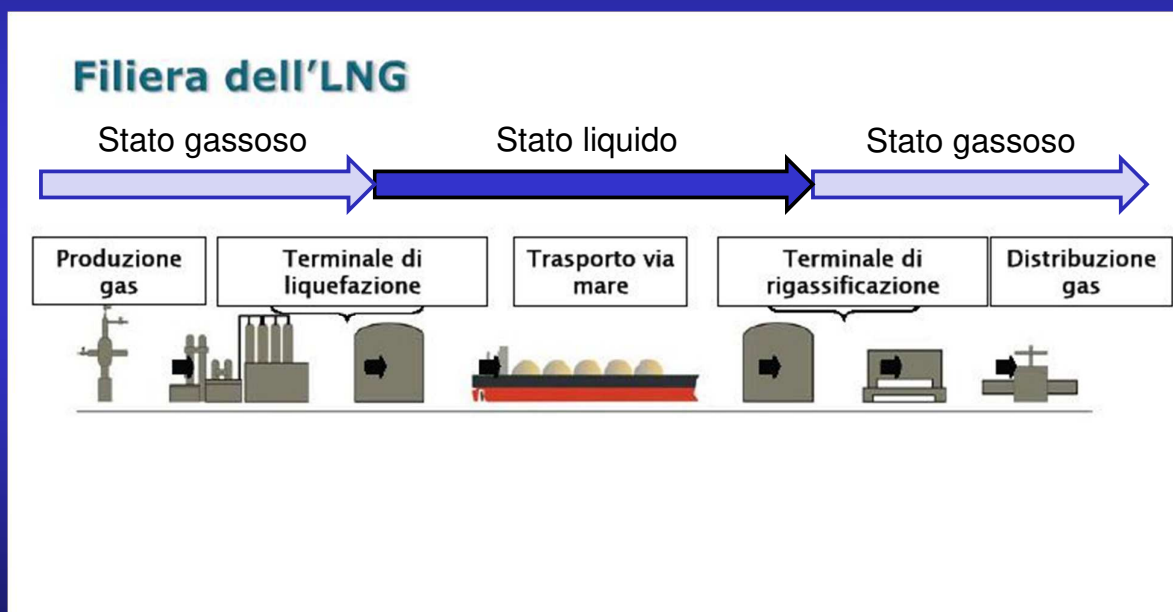 Filiera dell'LNG
Stato gassoso
Stato liquido
Stato gassoso
Produzione
gas
Terminale di
liquefazione
Trasporto via
mare
Terminale di
rigassificazione
Distribuzione
gas